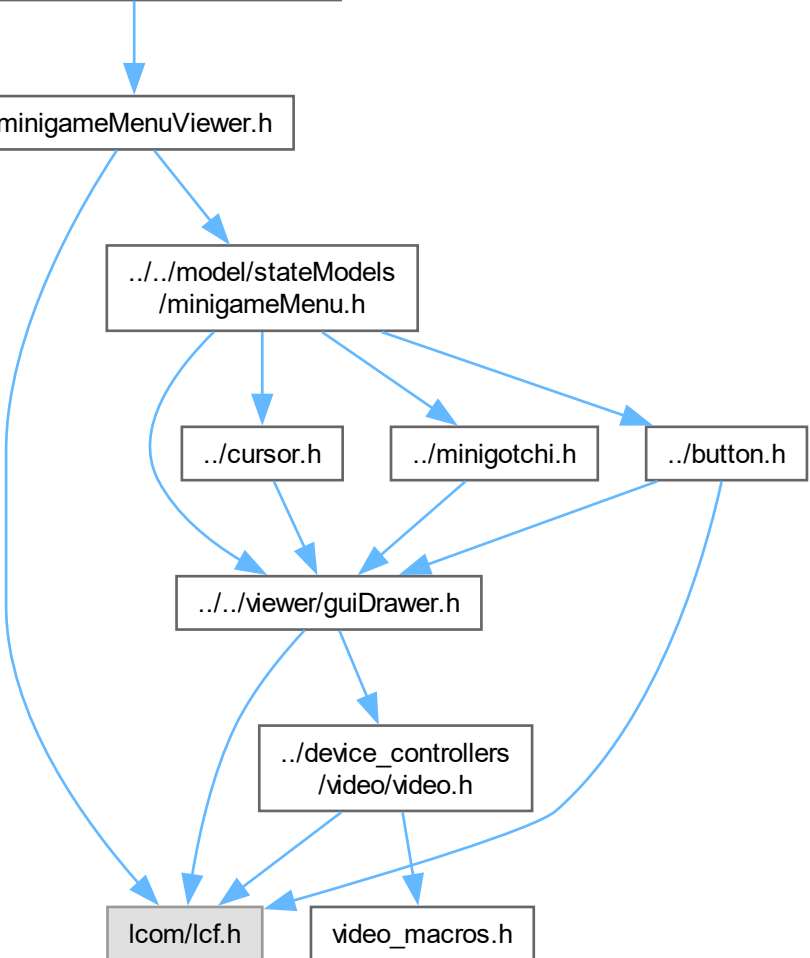 minigameMenuViewer.h
../../model/stateModels
/minigameMenu.h
../cursor.h
../minigotchi.h
../button.h
../../viewer/guiDrawer.h
../device_controllers
/video/video.h
lcom/lcf.h
video_macros.h